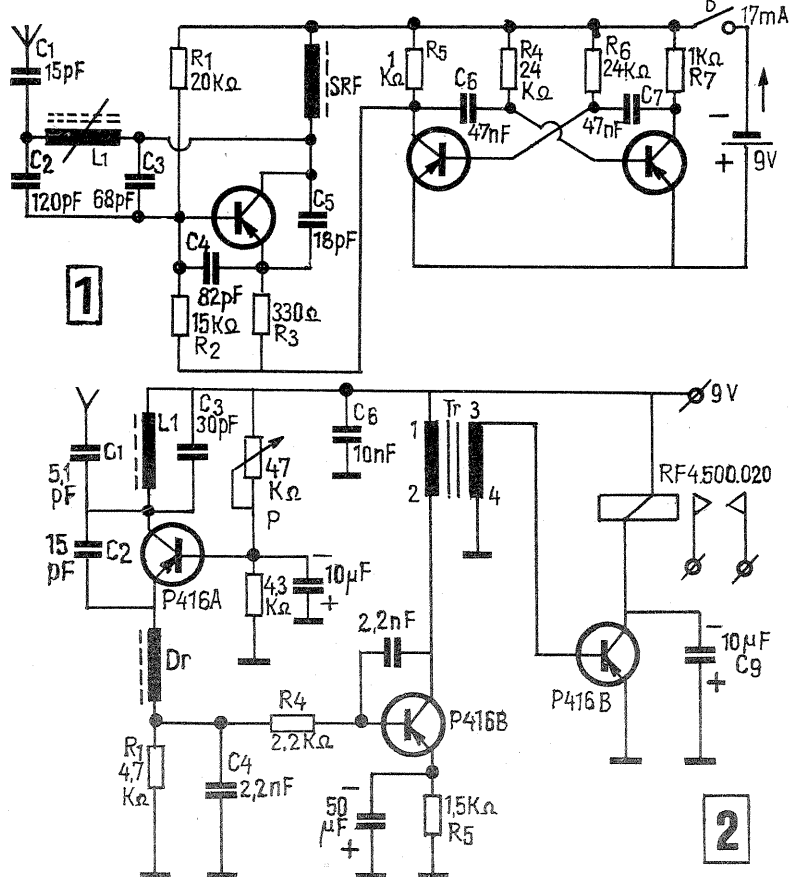 D
17mA
C1
15pF
R1
20KΩ
SRF
1
KΩ
R5
R4
24
KΩ
R6
24KΩ
1KΩ
R7
C6
47nF
C7
47nF
L1
C2
120pF
C3
68pF
C5
18pF
−
+
9V
C4
82pF
15KΩ
R2
330Ω
R3
1
C1
5,1
pF
L1
C3
30pF
47
KΩ
P
C6
10nF
1
2
Tr
3
4
9V
RF4.500.020
15
pF
C2
P416A
4,3
KΩ
−
10μF
+
Dr
2,2nF
R4
2,2KΩ
P416B
P416B
−
10μF
C9
+
R1
4,7
KΩ
C4
2,2nF
−
50
μF
+
1,5KΩ
R5
2